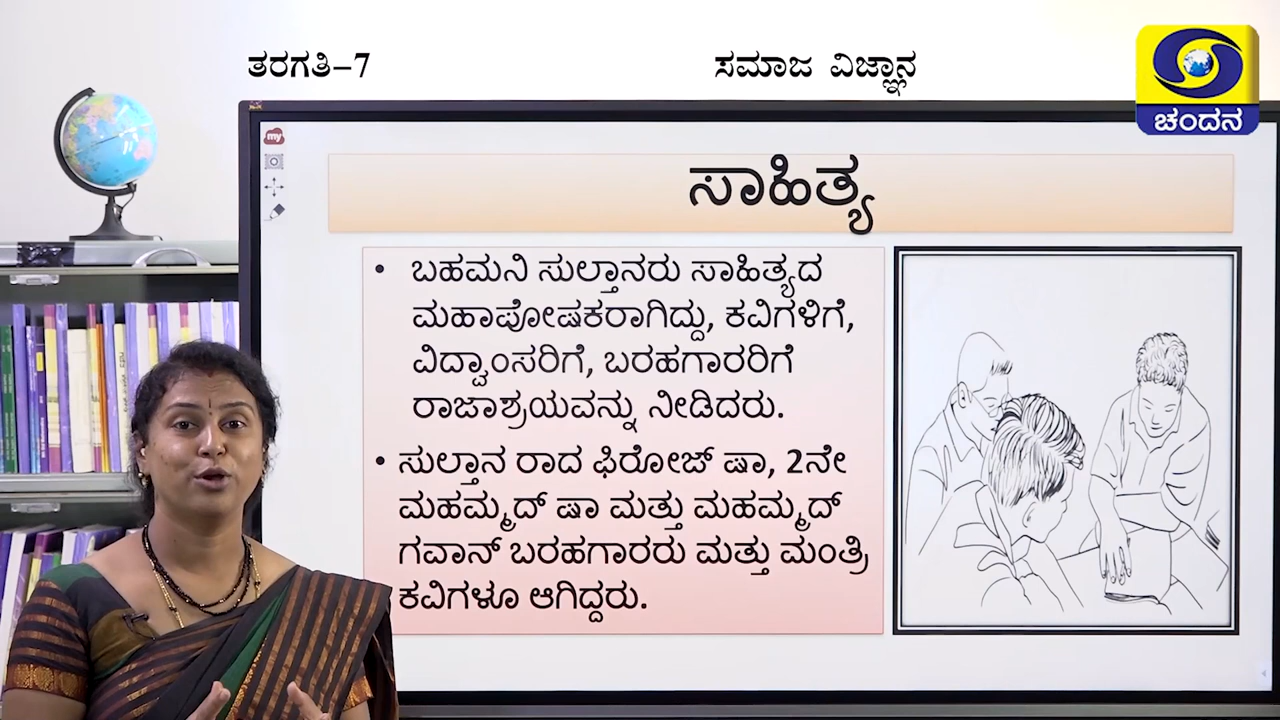 ತರಗತಿ–7
ಸಮಾಜ ವಿಜ್ಞಾನ
ಚಂದನ
my
ಸಾಹಿತ್ಯ
• ಬಹಮನಿ ಸುಲ್ತಾನರು ಸಾಹಿತ್ಯದ
ಮಹಾಪೋಷಕರಾಗಿದ್ದು, ಕವಿಗಳಿಗೆ,
ವಿದ್ವಾಂಸರಿಗೆ, ಬರಹಗಾರರಿಗೆ
ರಾಜಾಶ್ರಯವನ್ನು ನೀಡಿದರು.
• ಸುಲ್ತಾನ ರಾದ ಫಿರೋಜ್ ಷಾ, 2ನೇ
ಮಹಮ್ಮದ್ ಷಾ ಮತ್ತು ಮಹಮ್ಮದ್
ಗವಾನ್ ಬರಹಗಾರರು ಮತ್ತು ಮಂತ್ರಿ
ಕವಿಗಳೂ ಆಗಿದ್ದರು.